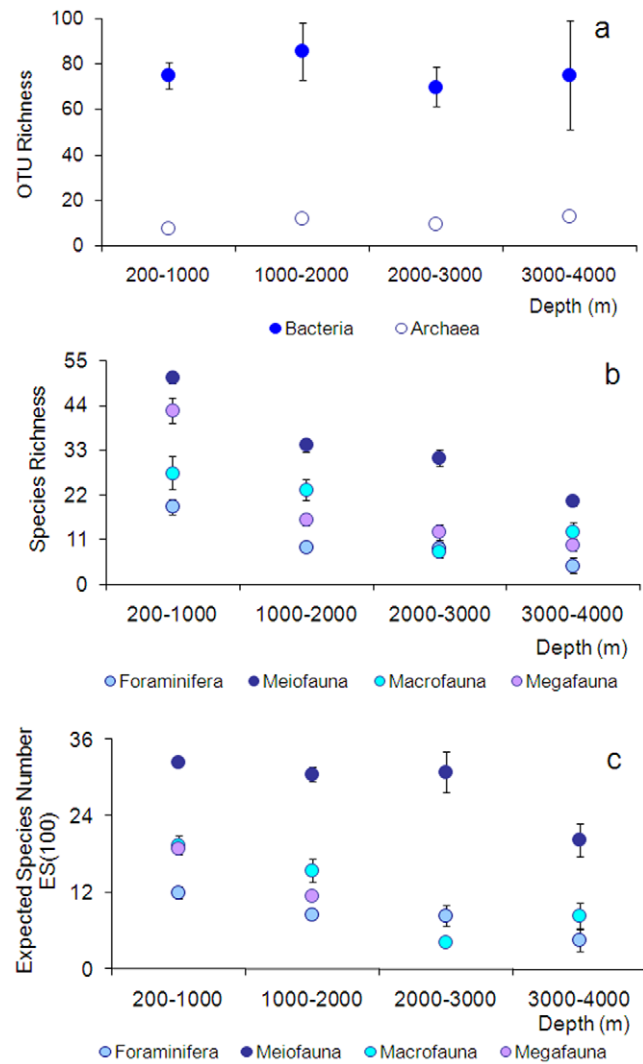 a
100
80
60
40
20
0
OTU Richness
200-1000 1000-2000 2000-3000 3000-4000
Depth (m)
Bacteria Archaea
b
55
44
33
22
11
0
Species Richness
200-1000 1000-2000 2000-3000 3000-4000
Depth (m)
Foraminifera Meiofauna Macrofauna Megafauna
c
36
24
12
0
Expected Species Number
ES(100)
200-1000 1000-2000 2000-3000 3000-4000
Depth (m)
Foraminifera Meiofauna Macrofauna Megafauna